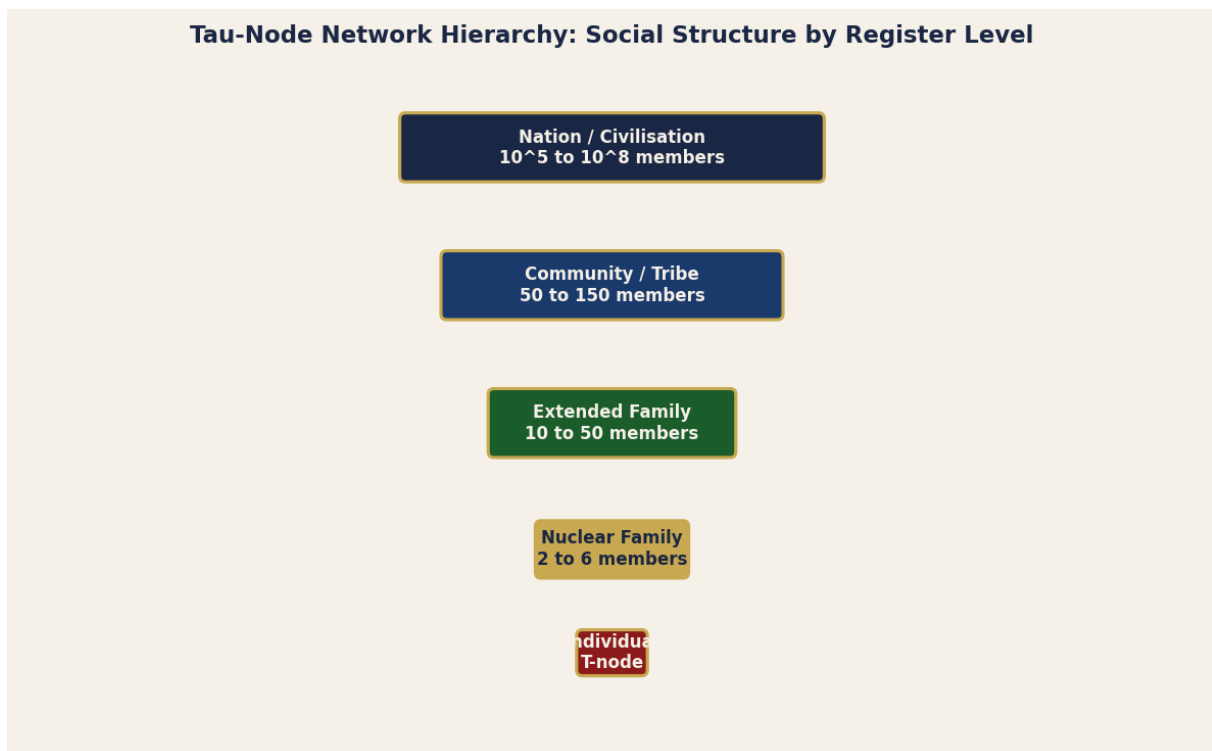 Tau-Node Network Hierarchy: Social Structure by Register Level
Nation / Civilisation
10^5 to 10^8 members
Community / Tribe
50 to 150 members
Extended Family
10 to 50 members
Nuclear Family
2 to 6 members
Individual
T-node